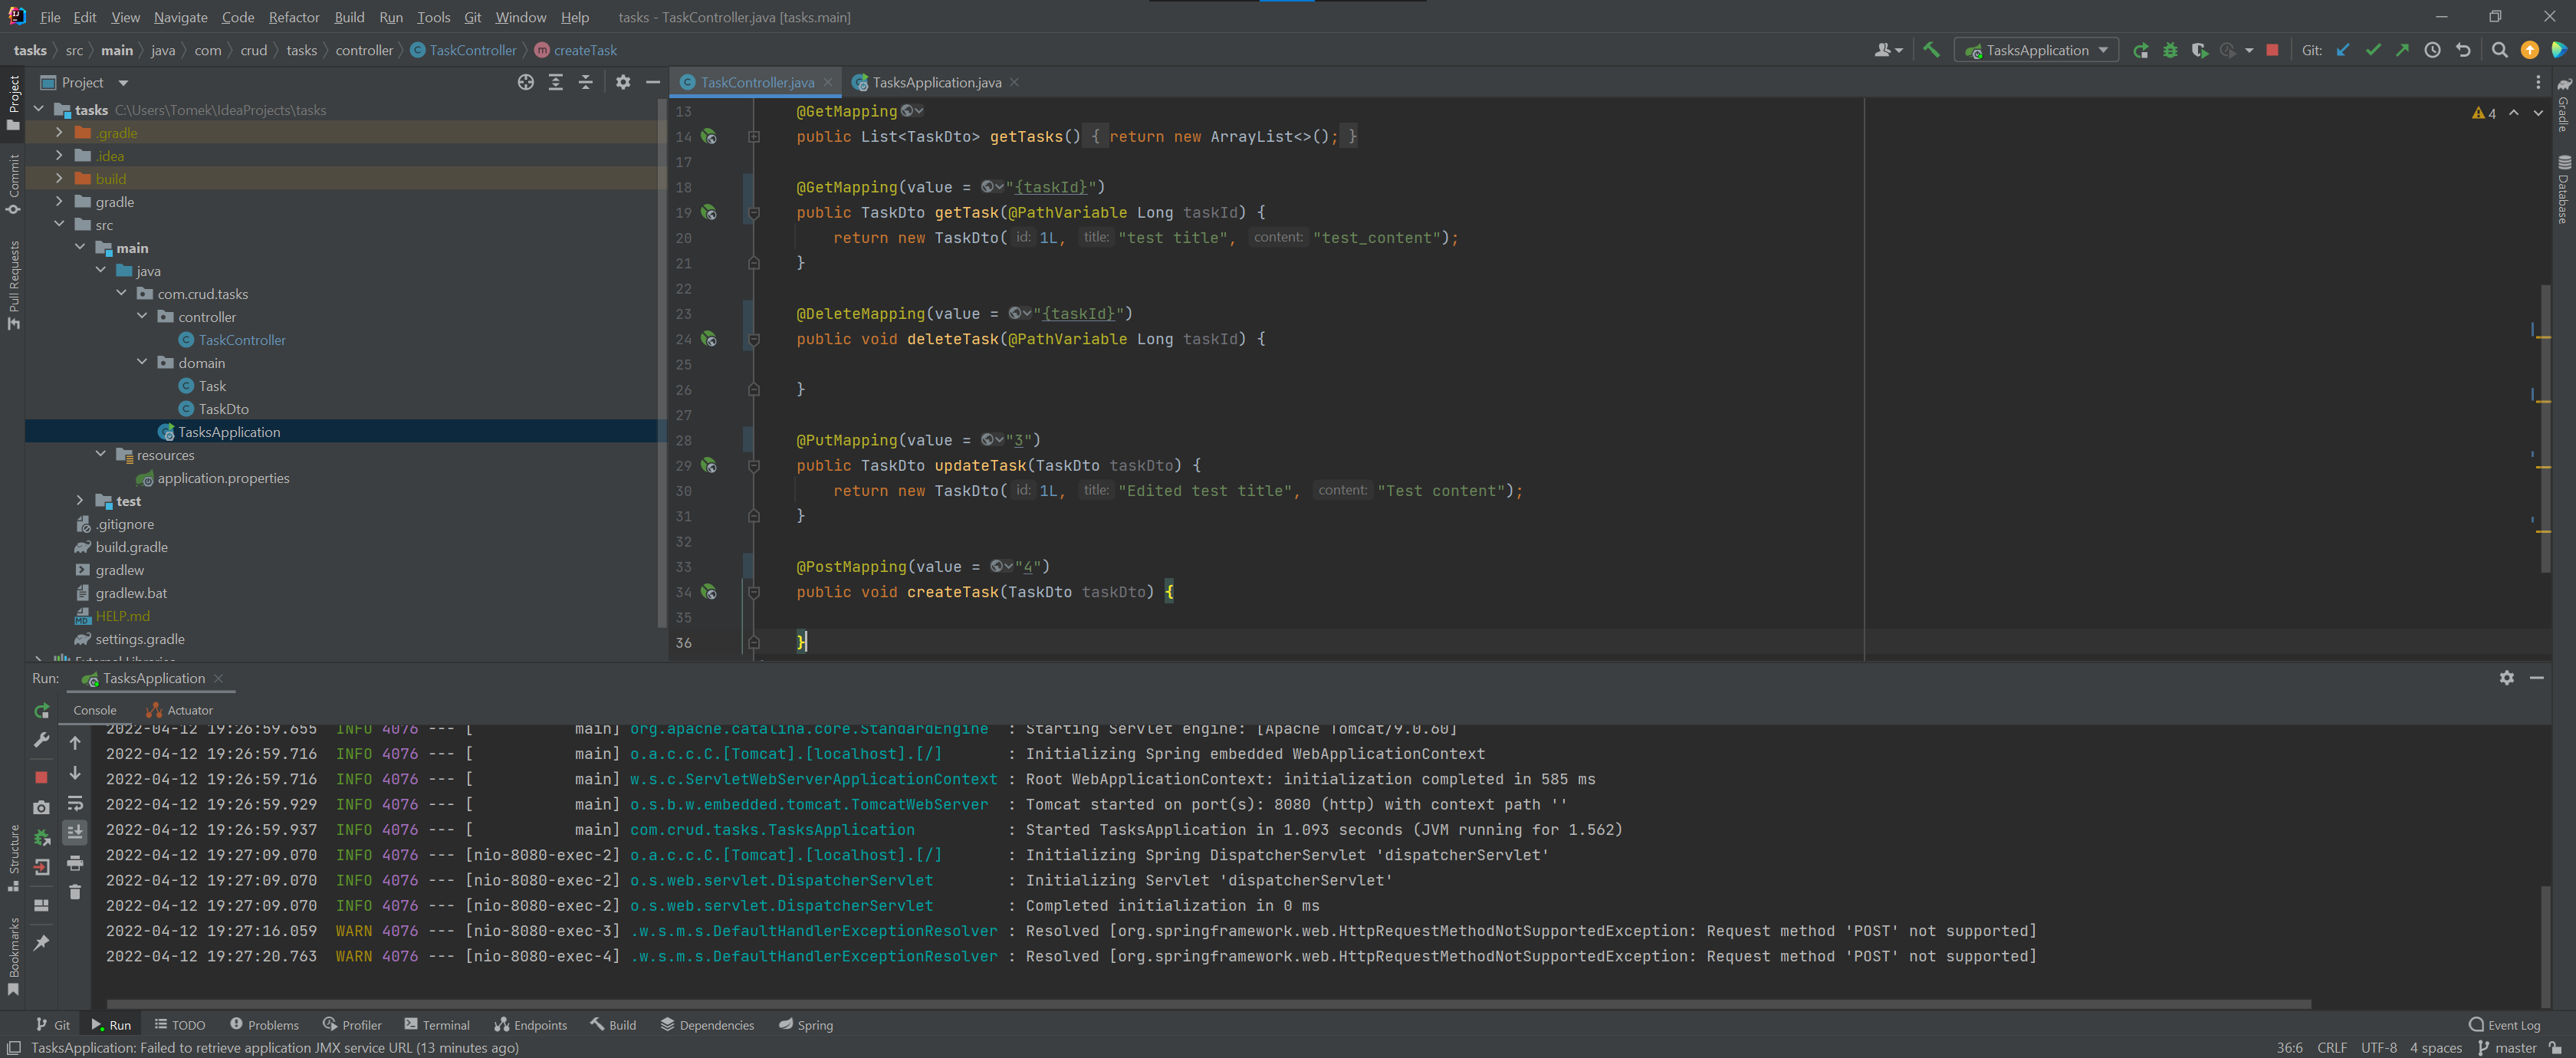 File Edit View Navigate Code Refactor Build Run Tools Git Window Help tasks - TaskController.java [tasks.main]
tasks src main java com crud tasks controller TaskController createTask
TasksApplication Git:
Project
TaskController.java TasksApplication.java
Project
Commit
Pull Requests
Structure
Bookmarks
Gradle
Database
tasks C:\Users\Tomek\IdeaProjects\tasks
.gradle
.idea
build
gradle
src
main
java
com.crud.tasks
controller
TaskController
domain
Task
TaskDto
TasksApplication
resources
application.properties
test
.gitignore
build.gradle
gradlew
gradlew.bat
HELP.md
settings.gradle
External Libraries
4
13 @GetMapping
14 public List<TaskDto> getTasks() { return new ArrayList<>(); }
17
18 @GetMapping(value = "{taskId}")
19 public TaskDto getTask(@PathVariable Long taskId) {
20 return new TaskDto( id: 1L, title: "test title", content: "test_content");
21 }
22
23 @DeleteMapping(value = "{taskId}")
24 public void deleteTask(@PathVariable Long taskId) {
25
26 }
27
28 @PutMapping(value = "3")
29 public TaskDto updateTask(TaskDto taskDto) {
30 return new TaskDto( id: 1L, title: "Edited test title", content: "Test content");
31 }
32
33 @PostMapping(value = "4")
34 public void createTask(TaskDto taskDto) {
35
36 }
Run: TasksApplication
Console Actuator
2022-04-12 19:26:59.655 INFO 4076 --- [ main] org.apache.catalina.core.StandardEngine : Starting Servlet engine: [Apache Tomcat/9.0.60]
2022-04-12 19:26:59.716 INFO 4076 --- [ main] o.a.c.c.C.[Tomcat].[localhost].[/] : Initializing Spring embedded WebApplicationContext
2022-04-12 19:26:59.716 INFO 4076 --- [ main] w.s.c.ServletWebServerApplicationContext : Root WebApplicationContext: initialization completed in 585 ms
2022-04-12 19:26:59.929 INFO 4076 --- [ main] o.s.b.w.embedded.tomcat.TomcatWebServer : Tomcat started on port(s): 8080 (http) with context path ''
2022-04-12 19:26:59.937 INFO 4076 --- [ main] com.crud.tasks.TasksApplication : Started TasksApplication in 1.093 seconds (JVM running for 1.562)
2022-04-12 19:27:09.070 INFO 4076 --- [nio-8080-exec-2] o.a.c.c.C.[Tomcat].[localhost].[/] : Initializing Spring DispatcherServlet 'dispatcherServlet'
2022-04-12 19:27:09.070 INFO 4076 --- [nio-8080-exec-2] o.s.web.servlet.DispatcherServlet : Initializing Servlet 'dispatcherServlet'
2022-04-12 19:27:09.070 INFO 4076 --- [nio-8080-exec-2] o.s.web.servlet.DispatcherServlet : Completed initialization in 0 ms
2022-04-12 19:27:16.059 WARN 4076 --- [nio-8080-exec-3] .w.s.m.s.DefaultHandlerExceptionResolver : Resolved [org.springframework.web.HttpRequestMethodNotSupportedException: Request method 'POST' not supported]
2022-04-12 19:27:20.763 WARN 4076 --- [nio-8080-exec-4] .w.s.m.s.DefaultHandlerExceptionResolver : Resolved [org.springframework.web.HttpRequestMethodNotSupportedException: Request method 'POST' not supported]
Git Run TODO Problems Profiler Terminal Endpoints Build Dependencies Spring Event Log
TasksApplication: Failed to retrieve application JMX service URL (13 minutes ago) 36:6 CRLF UTF-8 4 spaces master